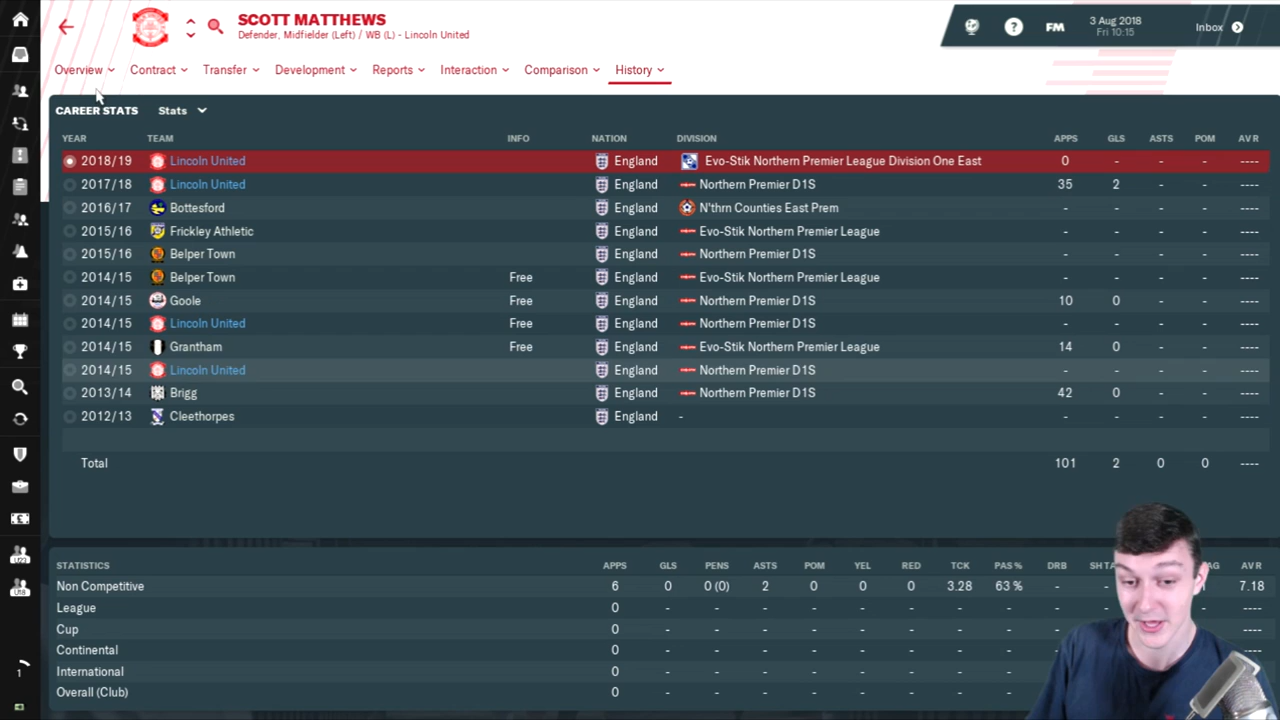 SCOTT MATTHEWS
Defender, Midfielder (Left) / WB (L) - Lincoln United
FM
3 Aug 2018
Fri 10:15
Inbox
Overview Contract Transfer Development Reports Interaction Comparison History
CAREER STATS Stats
YEAR TEAM INFO NATION DIVISION APPS GLS ASTS POM AVR
2018/19 Lincoln United England Evo-Stik Northern Premier League Division One East 0 - - - ----
2017/18 Lincoln United England Northern Premier D1S 35 2 - - ----
2016/17 Bottesford England N'thrn Counties East Prem - - - - ----
2015/16 Frickley Athletic England Evo-Stik Northern Premier League - - - - ----
2015/16 Belper Town England Northern Premier D1S - - - - ----
2014/15 Belper Town Free England Evo-Stik Northern Premier League - - - - ----
2014/15 Goole Free England Northern Premier D1S 10 0 - - ----
2014/15 Lincoln United Free England Northern Premier D1S - - - - ----
2014/15 Grantham Free England Evo-Stik Northern Premier League 14 0 - - ----
2014/15 Lincoln United England Northern Premier D1S - - - - ----
2013/14 Brigg England Northern Premier D1S 42 0 - - ----
2012/13 Cleethorpes England - - - - - ----
Total 101 2 0 0 ----
STATISTICS APPS GLS PENS ASTS POM YEL RED TCK PAS % DRB SH TA AVR
Non Competitive 6 0 0 (0) 2 0 0 0 3.28 63 % - - 7.18
League 0 - - - - - - - - - - ----
Cup 0 - - - - - - - - - - ----
Continental 0 - - - - - - - - - - ----
International 0 - - - - - - - - - ----
Overall (Club) 0 - - - - - - - - - ----
U23
U18
1